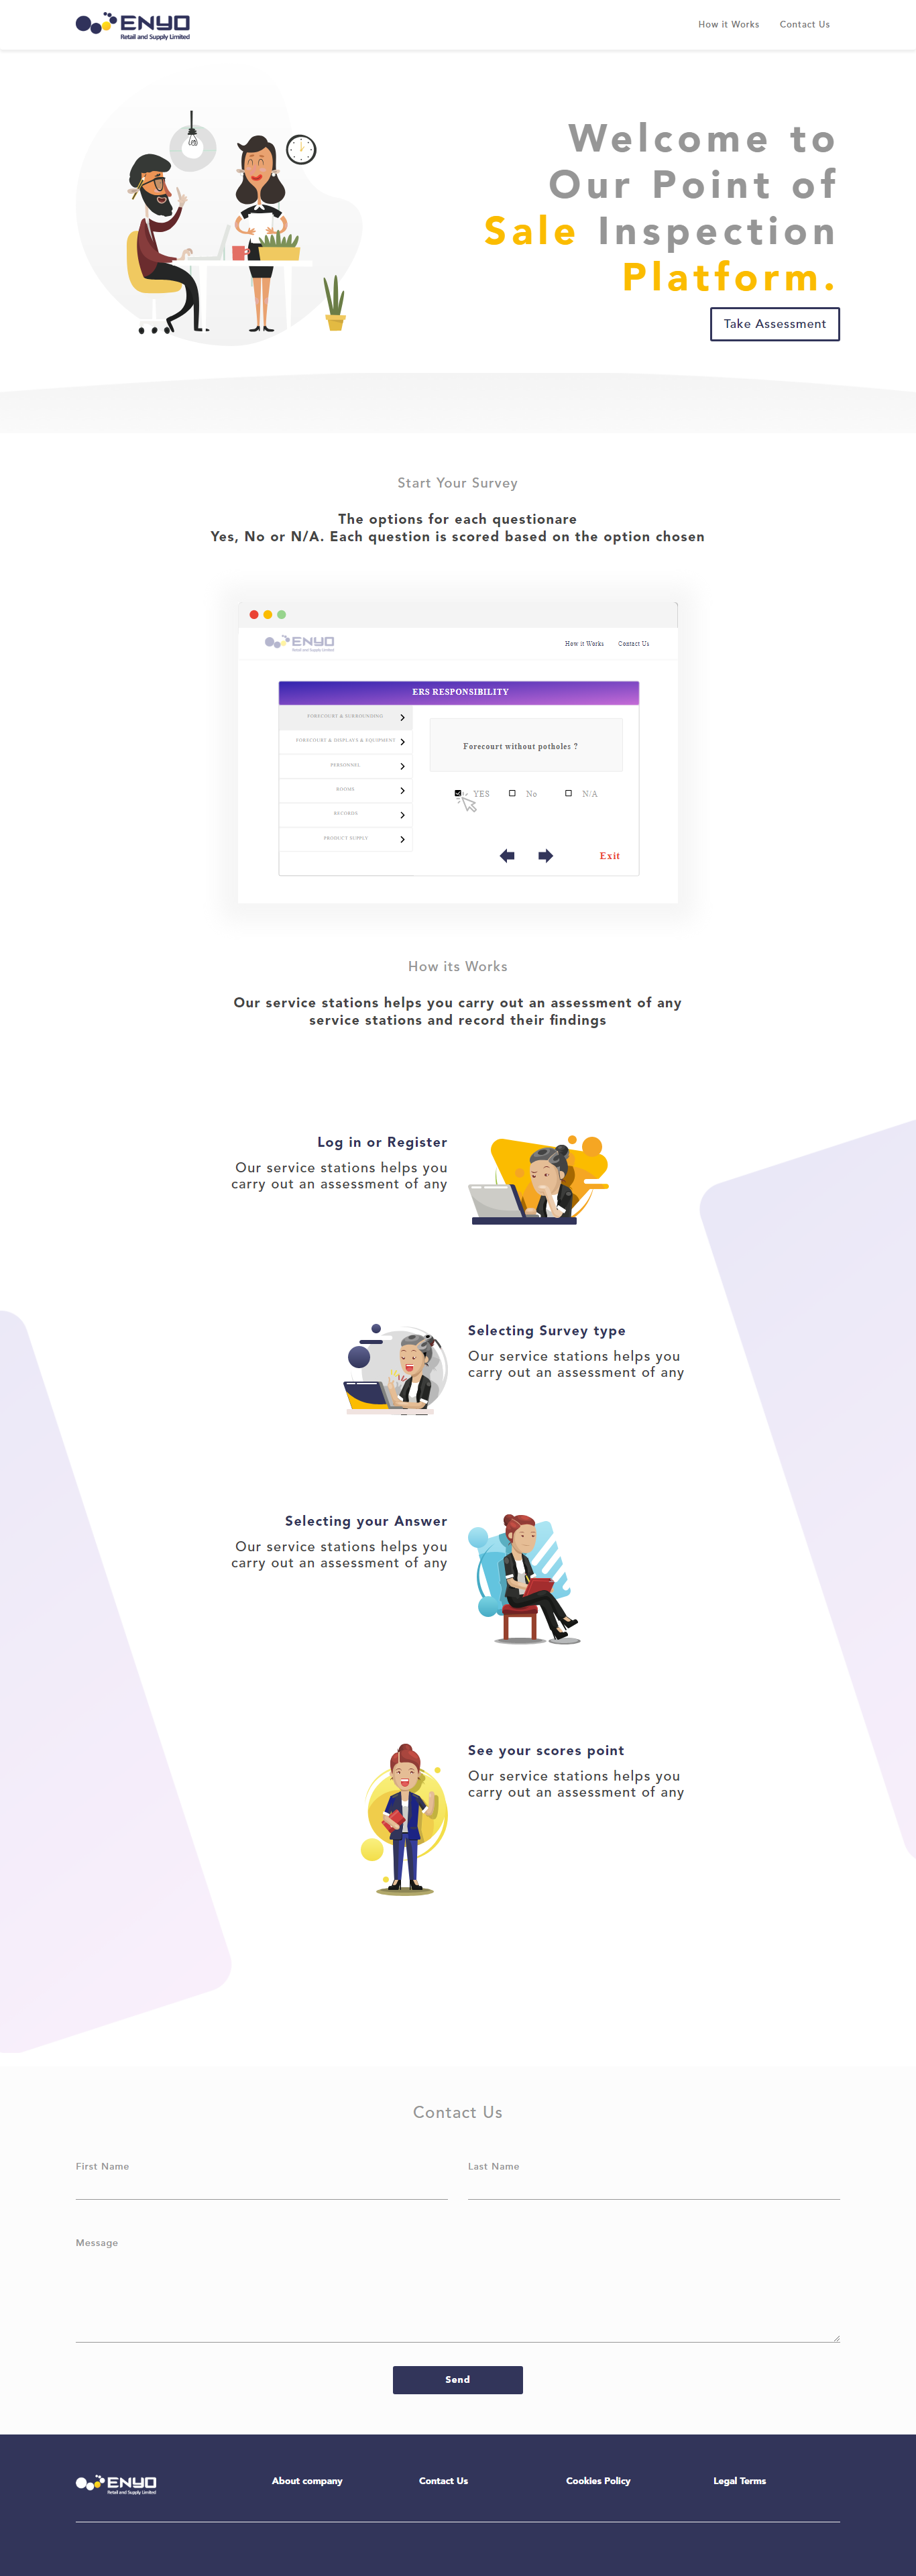 ENYO
Retail and Supply Limited
How it Works
Contact Us
Welcome to
Our Point of
Sale Inspection
Platform.
Take Assessment
Start Your Survey
The options for each questionare
Yes, No or N/A. Each question is scored based on the option chosen
ENYO
Retail and Supply Limited
How it Works
Contact Us
ERS RESPONSIBILITY
FORECOURT & SURROUNDING
FORECOURT & DISPLAYS & EQUIPMENT
PERSONNEL
ROOMS
RECORDS
PRODUCT SUPPLY
Forecourt without potholes ?
YES
No
N/A
Exit
How its Works
Our service stations helps you carry out an assessment of any
service stations and record their findings
Log in or Register
Our service stations helps you
carry out an assessment of any
Selecting Survey type
Our service stations helps you
carry out an assessment of any
Selecting your Answer
Our service stations helps you
carry out an assessment of any
See your scores point
Our service stations helps you
carry out an assessment of any
Contact Us
First Name
Last Name
Message
Send
ENYO
Retail and Supply Limited
About company
Contact Us
Cookies Policy
Legal Terms